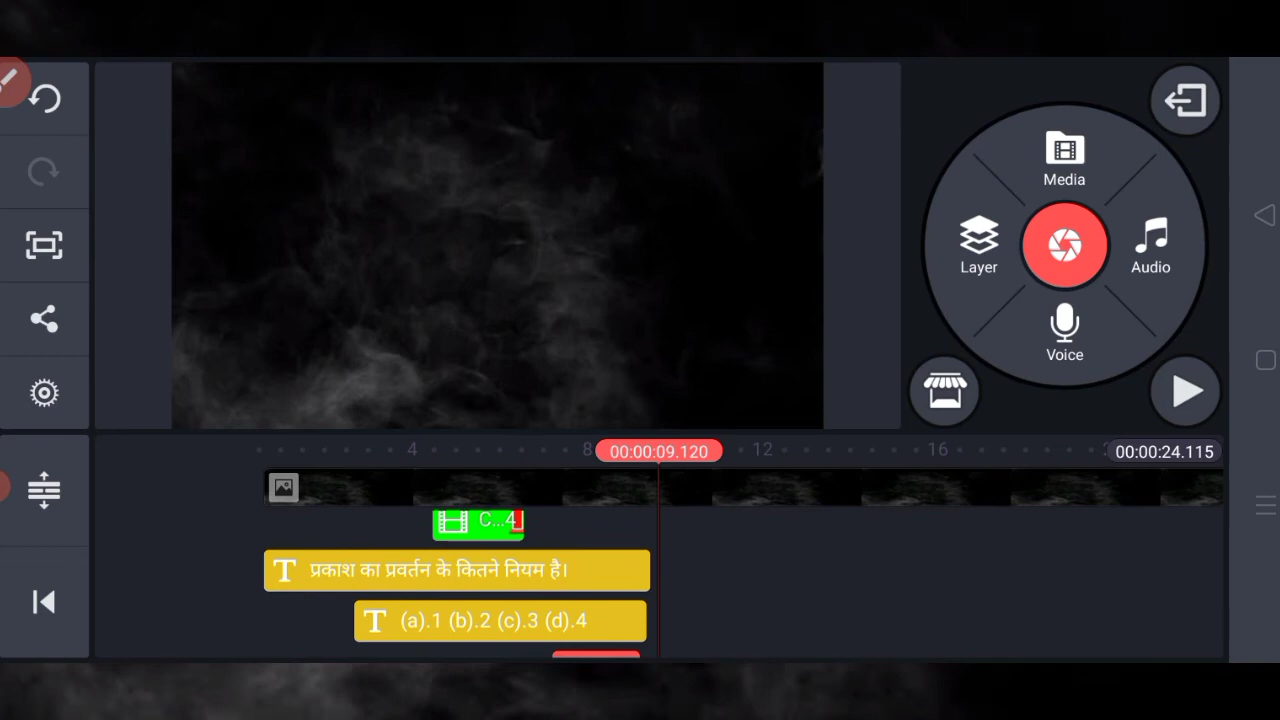 Media
Layer
Audio
Voice
4
8
00:00:09.120
12
16
00:00:24.115
C...4
T प्रकाश का प्रवर्तन के कितने नियम है।
T (a).1 (b).2 (c).3 (d).4